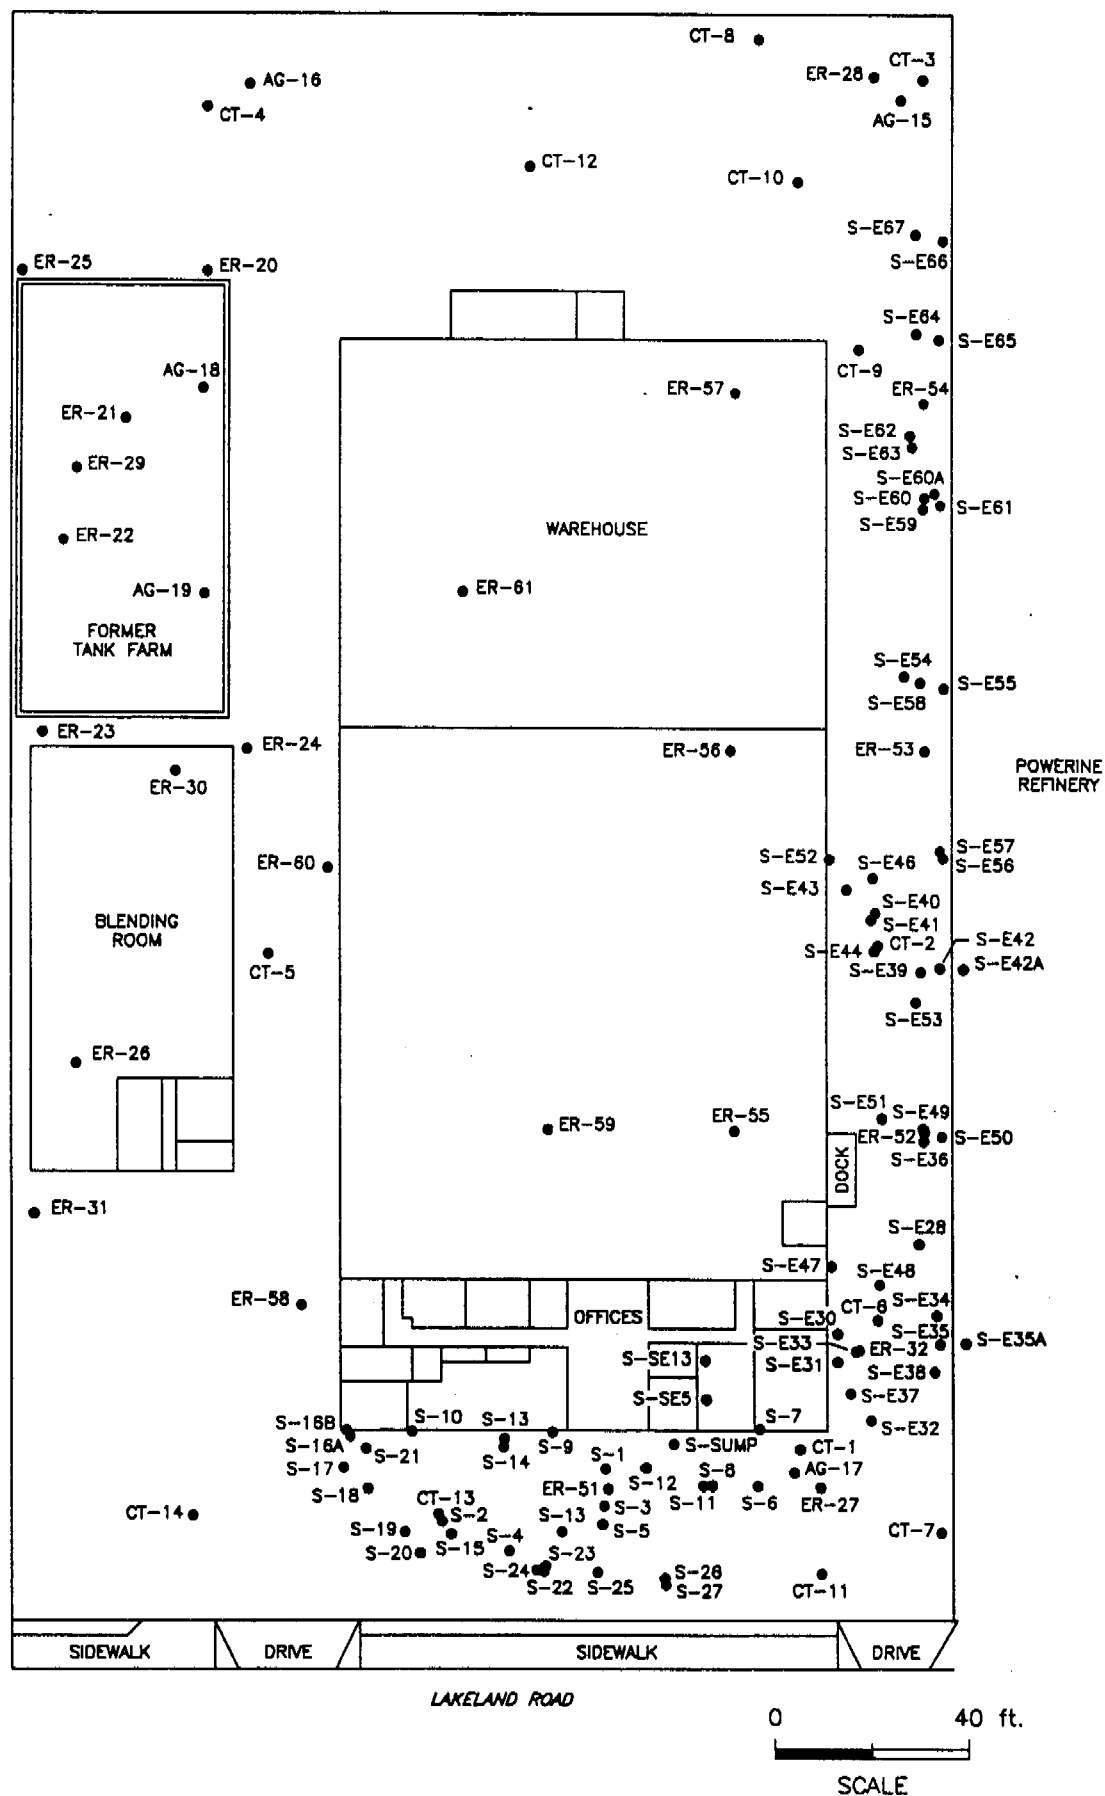 CT-8
CT-3
ER-28
AG-16
CT-4
AG-15
CT-12
CT-10
S-E67
S-E66
ER-25
ER-20
S-E64
S-E65
CT-9
AG-18
ER-57
ER-54
ER-21
S-E62
S-E63
ER-29
S-E60A
S-E60
S-E61
S-E59
WAREHOUSE
ER-22
AG-19
ER-61
FORMER
TANK FARM
S-E54
S-E55
S-E58
ER-23
ER-24
ER-56
ER-53
POWERINE
REFINERY
ER-30
S-E57
S-E52
S-E56
ER-60
S-E46
S-E43
S-E40
BLENDING
ROOM
S-E41
S-E42
CT-2
S-E44
CT-5
S-E39
S-E42A
S-E53
ER-26
S-E51
S-E49
ER-59
ER-55
ER-52
S-E50
S-E36
DOCK
ER-31
S-E28
S-E47
S-E48
ER-58
CT-6
S-E34
OFFICES
S-E30
S-E35
S-E33
ER-32
S-E35A
S-SE13
S-E31
S-E38
S-SE5
S-E37
S-16B
S-10
S-13
S-7
S-E32
S-16A
S-21
S-14
S-9
S-SUMP
CT-1
S-17
S-1
S-12
S-8
AG-17
S-18
ER-51
S-11
S-6
ER-27
CT-14
CT-13
S-2
S-3
S-19
S-15
S-4
S-13
S-5
CT-7
S-20
S-24
S-23
S-22
S-25
S-26
S-27
CT-11
SIDEWALK
DRIVE
SIDEWALK
DRIVE
LAKELAND ROAD
0 40 ft.
SCALE